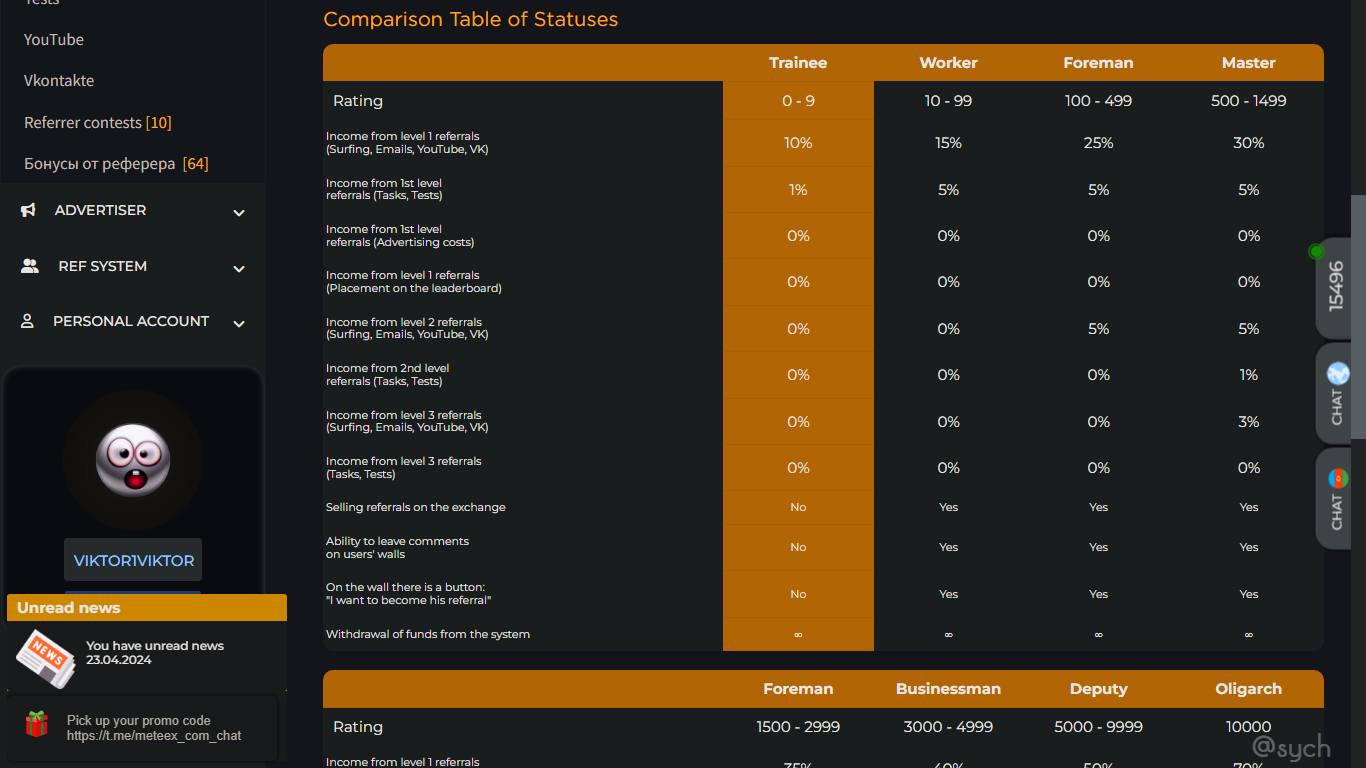 Tests
YouTube
Vkontakte
Referrer contests [10]
Бонусы от реферера [64]
ADVERTISER
REF SYSTEM
PERSONAL ACCOUNT
VIKTOR1VIKTOR
Unread news
NEWS
You have unread news
23.04.2024
Pick up your promo code
https://t.me/meteex_com_chat
Comparison Table of Statuses
Trainee Worker Foreman Master
Rating 0 - 9 10 - 99 100 - 499 500 - 1499
Income from level 1 referrals
(Surfing, Emails, YouTube, VK) 10% 15% 25% 30%
Income from 1st level
referrals (Tasks, Tests) 1% 5% 5% 5%
Income from 1st level
referrals (Advertising costs) 0% 0% 0% 0%
Income from level 1 referrals
(Placement on the leaderboard) 0% 0% 0% 0%
Income from level 2 referrals
(Surfing, Emails, YouTube, VK) 0% 0% 5% 5%
Income from 2nd level
referrals (Tasks, Tests) 0% 0% 0% 1%
Income from level 3 referrals
(Surfing, Emails, YouTube, VK) 0% 0% 0% 3%
Income from level 3 referrals
(Tasks, Tests) 0% 0% 0% 0%
Selling referrals on the exchange No Yes Yes Yes
Ability to leave comments
on users' walls No Yes Yes Yes
On the wall there is a button:
"I want to become his referral" No Yes Yes Yes
Withdrawal of funds from the system ∞ ∞ ∞ ∞
Foreman Businessman Deputy Oligarch
Rating 1500 - 2999 3000 - 4999 5000 - 9999 10000
Income from level 1 referrals 35% 40% 50% 70%
15496
CHAT
CHAT
@sych